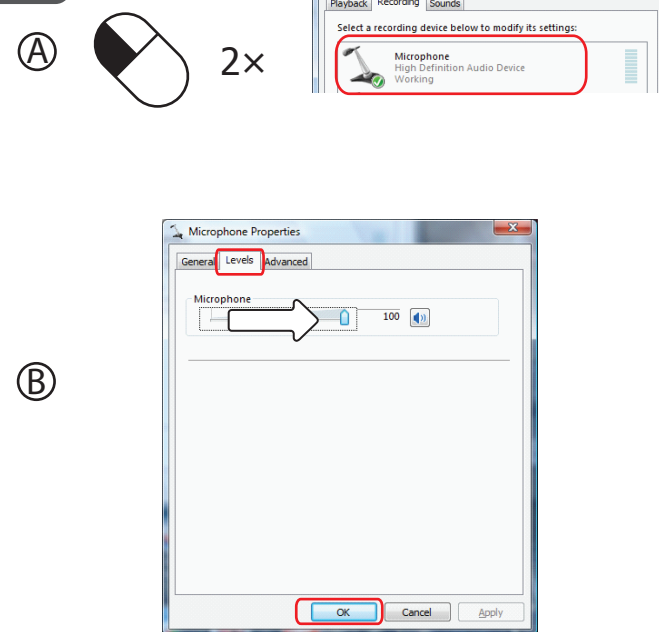 Playback Recording Sounds
Select a recording device below to modify its settings:
A 2×
Microphone
High Definition Audio Device
Working
Microphone Properties
General Levels Advanced
Microphone
100
B
OK Cancel Apply